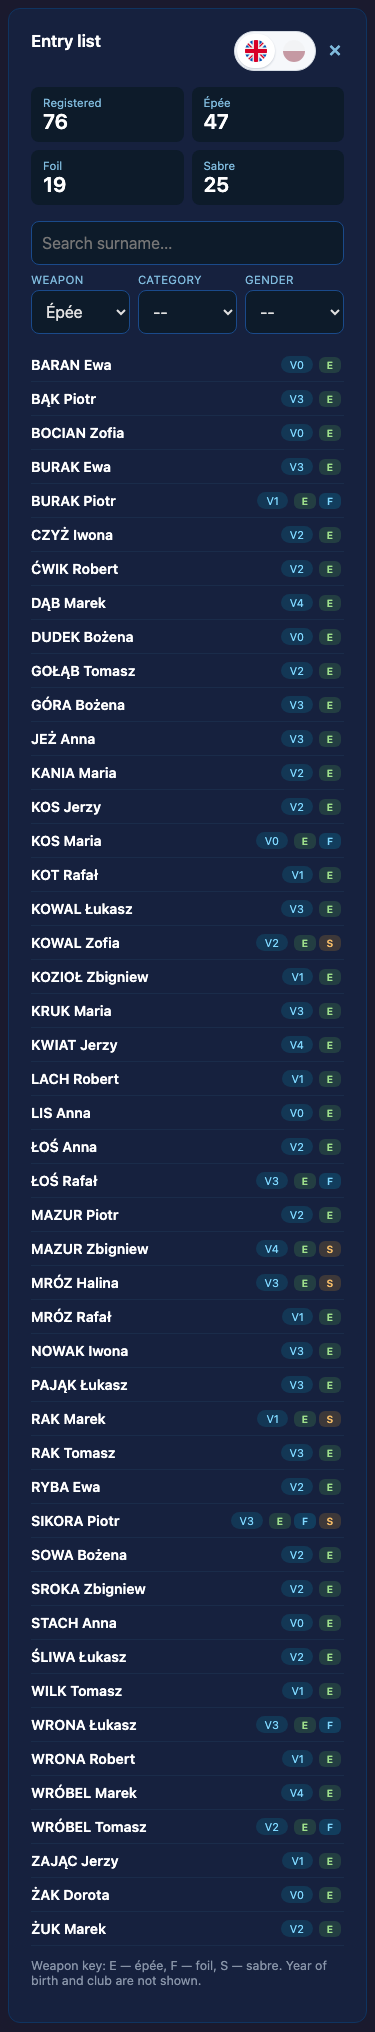 Entry list
×
Registered
76
Épée
47
Foil
19
Sabre
25
Search surname...
WEAPON CATEGORY GENDER
Épée -- --
BARAN Ewa V0 E
BĄK Piotr V3 E
BOCIAN Zofia V0 E
BURAK Ewa V3 E
BURAK Piotr V1 E F
CZYŻ Iwona V2 E
ĆWIK Robert V2 E
DĄB Marek V4 E
DUDEK Bożena V0 E
GOŁĄB Tomasz V2 E
GÓRA Bożena V3 E
JEŻ Anna V3 E
KANIA Maria V2 E
KOS Jerzy V2 E
KOS Maria V0 E F
KOT Rafał V1 E
KOWAL Łukasz V3 E
KOWAL Zofia V2 E S
KOZIOŁ Zbigniew V1 E
KRUK Maria V3 E
KWIAT Jerzy V4 E
LACH Robert V1 E
LIS Anna V0 E
ŁOŚ Anna V2 E
ŁOŚ Rafał V3 E F
MAZUR Piotr V2 E
MAZUR Zbigniew V4 E S
MRÓZ Halina V3 E S
MRÓZ Rafał V1 E
NOWAK Iwona V3 E
PAJĄK Łukasz V3 E
RAK Marek V1 E S
RAK Tomasz V3 E
RYBA Ewa V2 E
SIKORA Piotr V3 E F S
SOWA Bożena V2 E
SROKA Zbigniew V2 E
STACH Anna V0 E
ŚLIWA Łukasz V2 E
WILK Tomasz V1 E
WRONA Łukasz V3 E F
WRONA Robert V1 E
WRÓBEL Marek V4 E
WRÓBEL Tomasz V2 E F
ZAJĄC Jerzy V1 E
ŻAK Dorota V0 E
ŻUK Marek V2 E
Weapon key: E — épée, F — foil, S — sabre. Year of
birth and club are not shown.